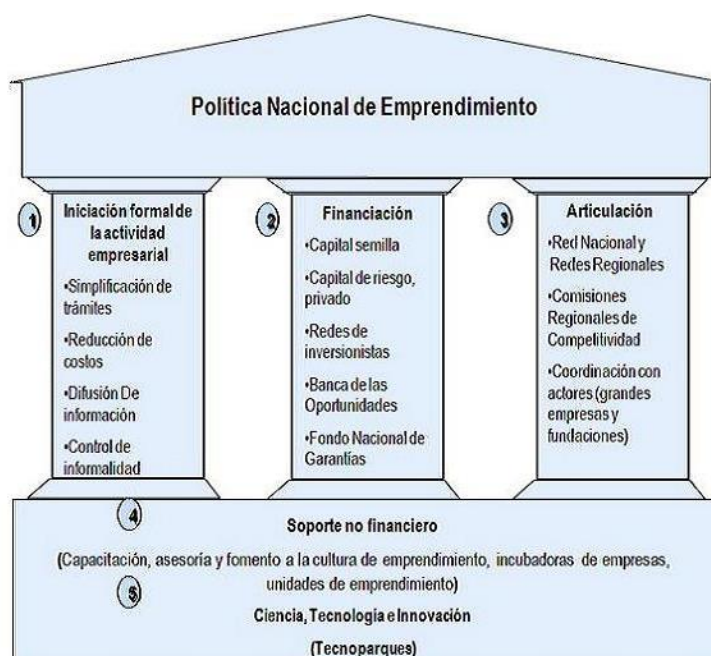 Política Nacional de Emprendimiento
1
Iniciación formal de
la actividad
empresarial
•Simplificación de
trámites
•Reducción de
costos
•Difusión De
información
•Control de
informalidad
2
Financiación
•Capital semilla
•Capital de riesgo,
privado
•Redes de
inversionistas
•Banca de las
Oportunidades
•Fondo Nacional de
Garantías
3
Articulación
•Red Nacional y
Redes Regionales
•Comisiones
Regionales de
Competitividad
•Coordinación con
actores (grandes
empresas y
fundaciones)
4
Soporte no financiero
(Capacitación, asesoría y fomento a la cultura de emprendimiento, incubadoras de empresas,
unidades de emprendimiento)
5
Ciencia, Tecnología e Innovación
(Tecnoparques)